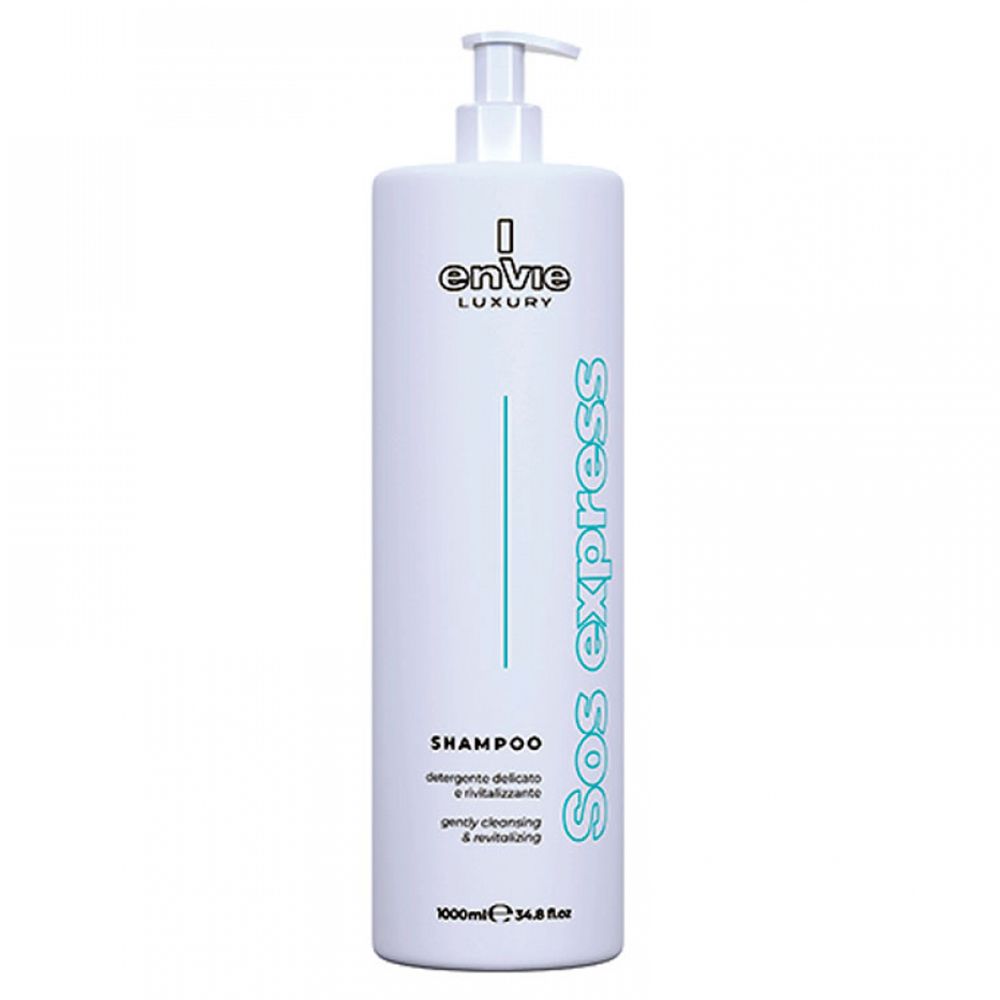 envie
LUXURY
Sos express
SHAMPOO
detergente delicato
e rivitalizzante
gently cleansing
& revitalizing
1000ml ℮ 34.8 fl.oz